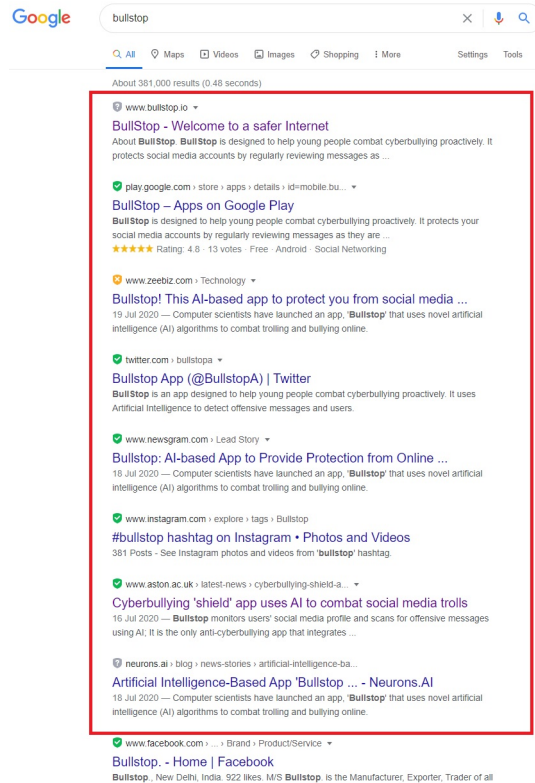 Google
bullstop
All Maps Videos Images Shopping More Settings Tools
About 381,000 results (0.48 seconds)
www.bullstop.io
BullStop - Welcome to a safer Internet
About BullStop. BullStop is designed to help young people combat cyberbullying proactively. It
protects social media accounts by regularly reviewing messages as ...
play.google.com › store › apps › details › id=mobile.bu...
BullStop – Apps on Google Play
BullStop is designed to help young people combat cyberbullying proactively. It protects your
social media accounts by regularly reviewing messages as they are ...
Rating: 4.8 · 13 votes · Free · Android · Social Networking
www.zeebiz.com › Technology
Bullstop! This AI-based app to protect you from social media ...
19 Jul 2020 — Computer scientists have launched an app, 'Bullstop' that uses novel artificial
intelligence (AI) algorithms to combat trolling and bullying online.
twitter.com › bullstopa
Bullstop App (@BullstopA) | Twitter
BullStop is an app designed to help young people combat cyberbullying proactively. It uses
Artificial Intelligence to detect offensive messages and users.
www.newsgram.com › Lead Story
Bullstop: AI-based App to Provide Protection from Online ...
18 Jul 2020 — Computer scientists have launched an app, 'Bullstop' that uses novel artificial
intelligence (AI) algorithms to combat trolling and bullying online.
www.instagram.com › explore › tags › Bullstop
#bullstop hashtag on Instagram • Photos and Videos
381 Posts - See Instagram photos and videos from 'bullstop' hashtag.
www.aston.ac.uk › latest-news › cyberbullying-shield-a...
Cyberbullying 'shield' app uses AI to combat social media trolls
16 Jul 2020 — Bullstop monitors users' social media profile and scans for offensive messages
using AI; It is the only anti-cyberbullying app that integrates ...
neurons.ai › blog › news-stories › artificial-intelligence-ba...
Artificial Intelligence-Based App 'Bullstop ... - Neurons.AI
18 Jul 2020 — Computer scientists have launched an app, 'Bullstop' that uses novel artificial
intelligence (AI) algorithms to combat trolling and bullying online.
www.facebook.com › ... › Brand › Product/Service
Bullstop. - Home | Facebook
Bullstop., New Delhi, India. 922 likes. M/S Bullstop. is the Manufacturer, Exporter, Trader of all